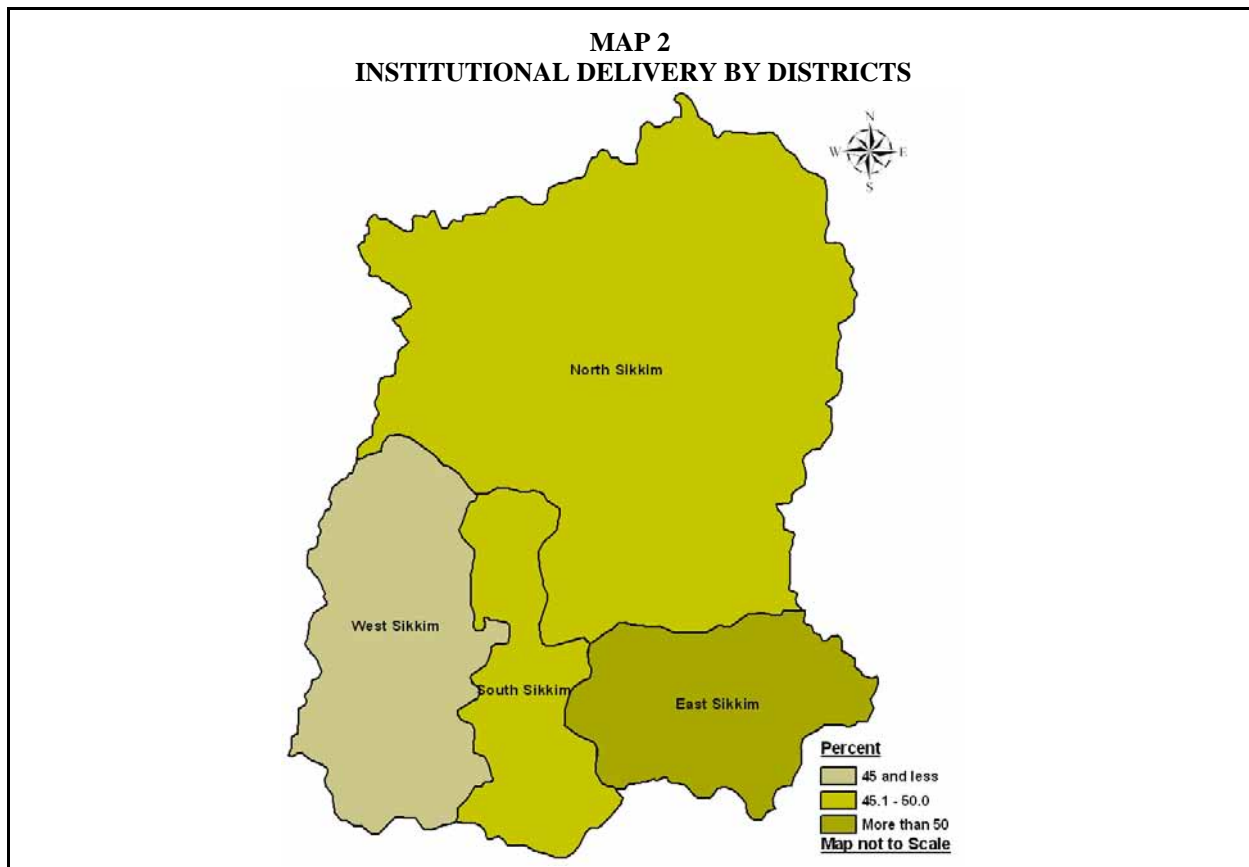 MAP 2
INSTITUTIONAL DELIVERY BY DISTRICTS
N
W E
S
North Sikkim
West Sikkim
South Sikkim
East Sikkim
Percent
45 and less
45.1 - 50.0
More than 50
Map not to Scale